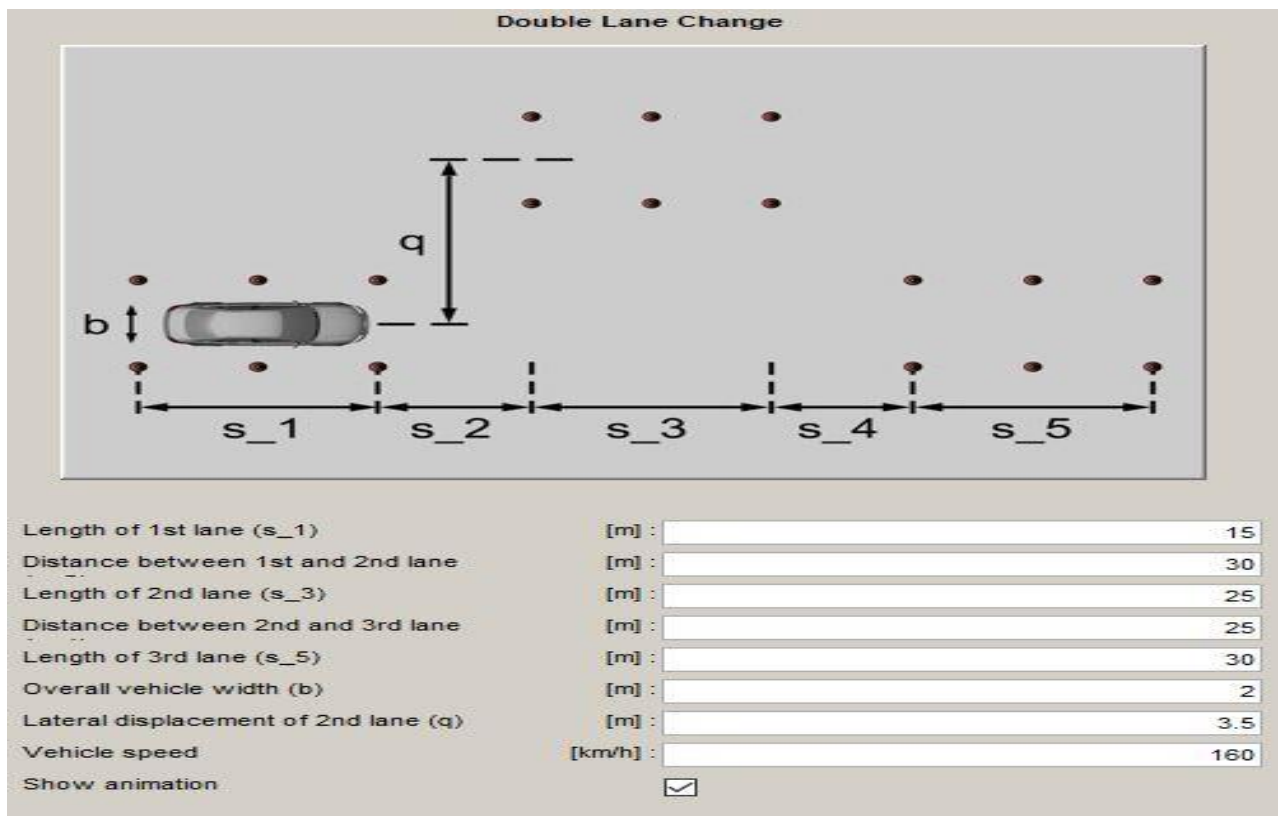 Double Lane Change
q
b
s_1 s_2 s_3 s_4 s_5
Length of 1st lane (s_1) [m] : 15
Distance between 1st and 2nd lane [m] : 30
Length of 2nd lane (s_3) [m] : 25
Distance between 2nd and 3rd lane [m] : 25
Length of 3rd lane (s_5) [m] : 30
Overall vehicle width (b) [m] : 2
Lateral displacement of 2nd lane (q) [m] : 3.5
Vehicle speed [km/h] : 160
Show animation